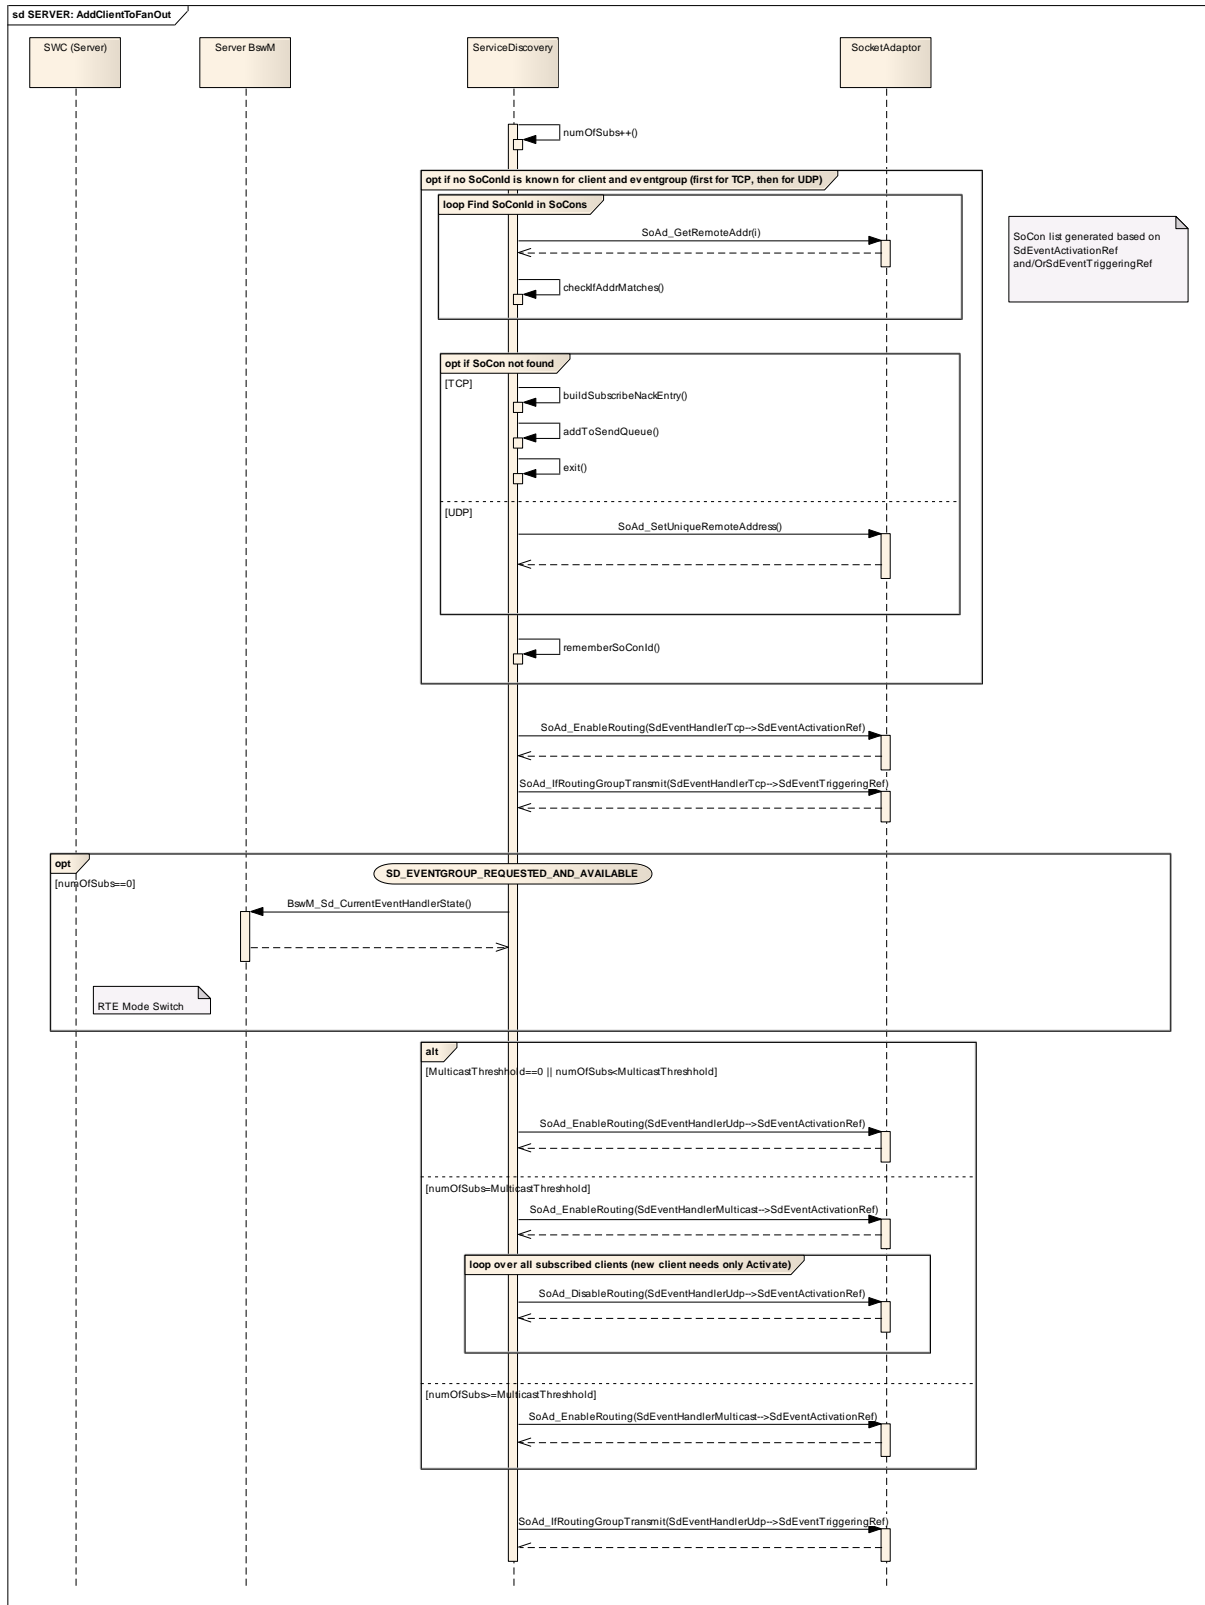 sd SERVER: AddClientToFanOut
SWC (Server)
Server BswM
ServiceDiscovery
SocketAdaptor
numOfSubs++()
opt if no SoConId is known for client and eventgroup (first for TCP, then for UDP)
loop Find SoConId in SoCons
SoAd_GetRemoteAddr(i)
SoCon list generated based on
SdEventActivationRef
and/OrSdEventTriggeringRef
checkIfAddrMatches()
opt if SoCon not found
[TCP]
buildSubscribeNackEntry()
addToSendQueue()
exit()
[UDP]
SoAd_SetUniqueRemoteAddress()
rememberSoConId()
SoAd_EnableRouting(SdEventHandlerTcp-->SdEventActivationRef)
SoAd_IfRoutingGroupTransmit(SdEventHandlerTcp-->SdEventTriggeringRef)
opt
SD_EVENTGROUP_REQUESTED_AND_AVAILABLE
[numOfSubs==0]
BswM_Sd_CurrentEventHandlerState()
RTE Mode Switch
alt
[MulticastThreshhold==0 || numOfSubs<MulticastThreshhold]
SoAd_EnableRouting(SdEventHandlerUdp-->SdEventActivationRef)
[numOfSubs=MulticastThreshhold]
SoAd_EnableRouting(SdEventHandlerMulticast-->SdEventActivationRef)
loop over all subscribed clients (new client needs only Activate)
SoAd_DisableRouting(SdEventHandlerUdp-->SdEventActivationRef)
[numOfSubs>=MulticastThreshhold]
SoAd_EnableRouting(SdEventHandlerMulticast-->SdEventActivationRef)
SoAd_IfRoutingGroupTransmit(SdEventHandlerUdp-->SdEventTriggeringRef)